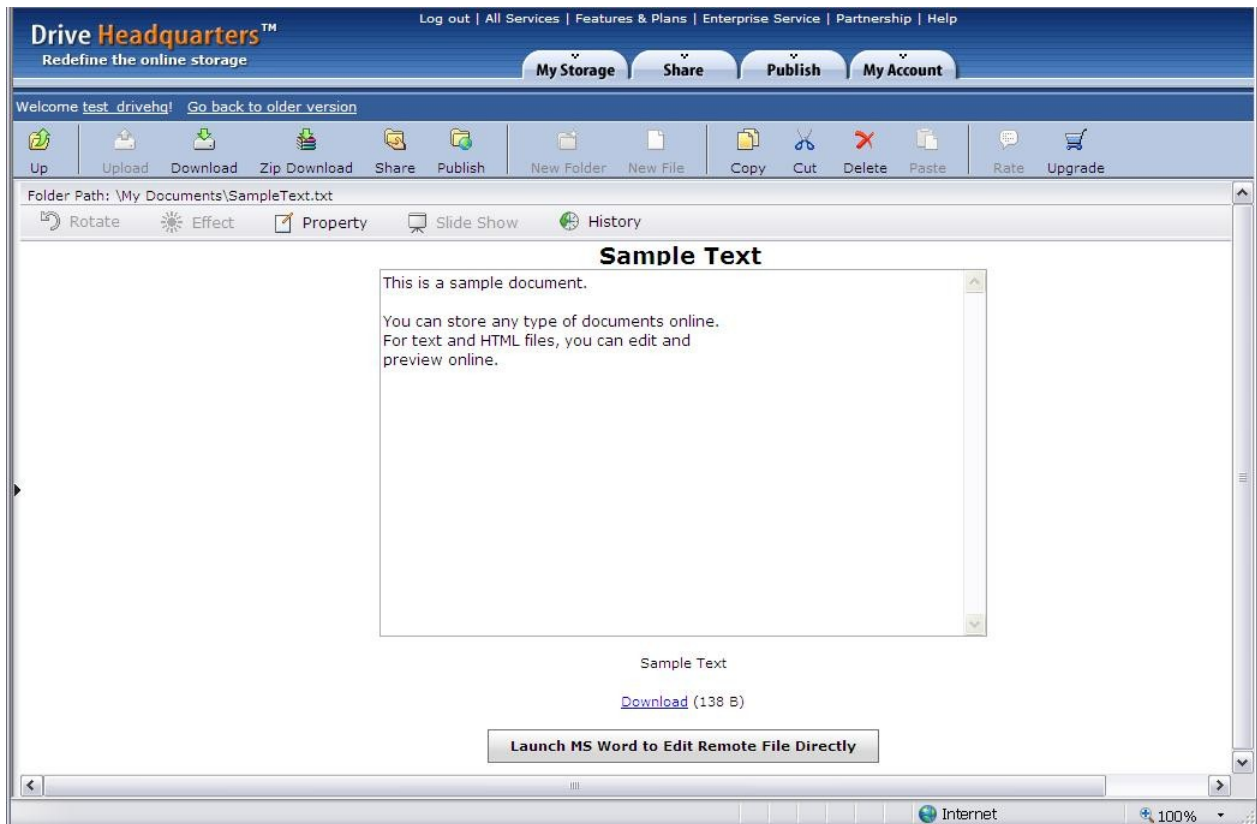 Log out | All Services | Features & Plans | Enterprise Service | Partnership | Help
Drive Headquarters™
Redefine the online storage
My Storage Share Publish My Account
Welcome test_drivehq! Go back to older version
Up Upload Download Zip Download Share Publish New Folder New File Copy Cut Delete Paste Rate Upgrade
Folder Path: \My Documents\SampleText.txt
Rotate Effect Property Slide Show History
Sample Text
This is a sample document.
You can store any type of documents online.
For text and HTML files, you can edit and
preview online.
Sample Text
Download (138 B)
Launch MS Word to Edit Remote File Directly
Internet 100%